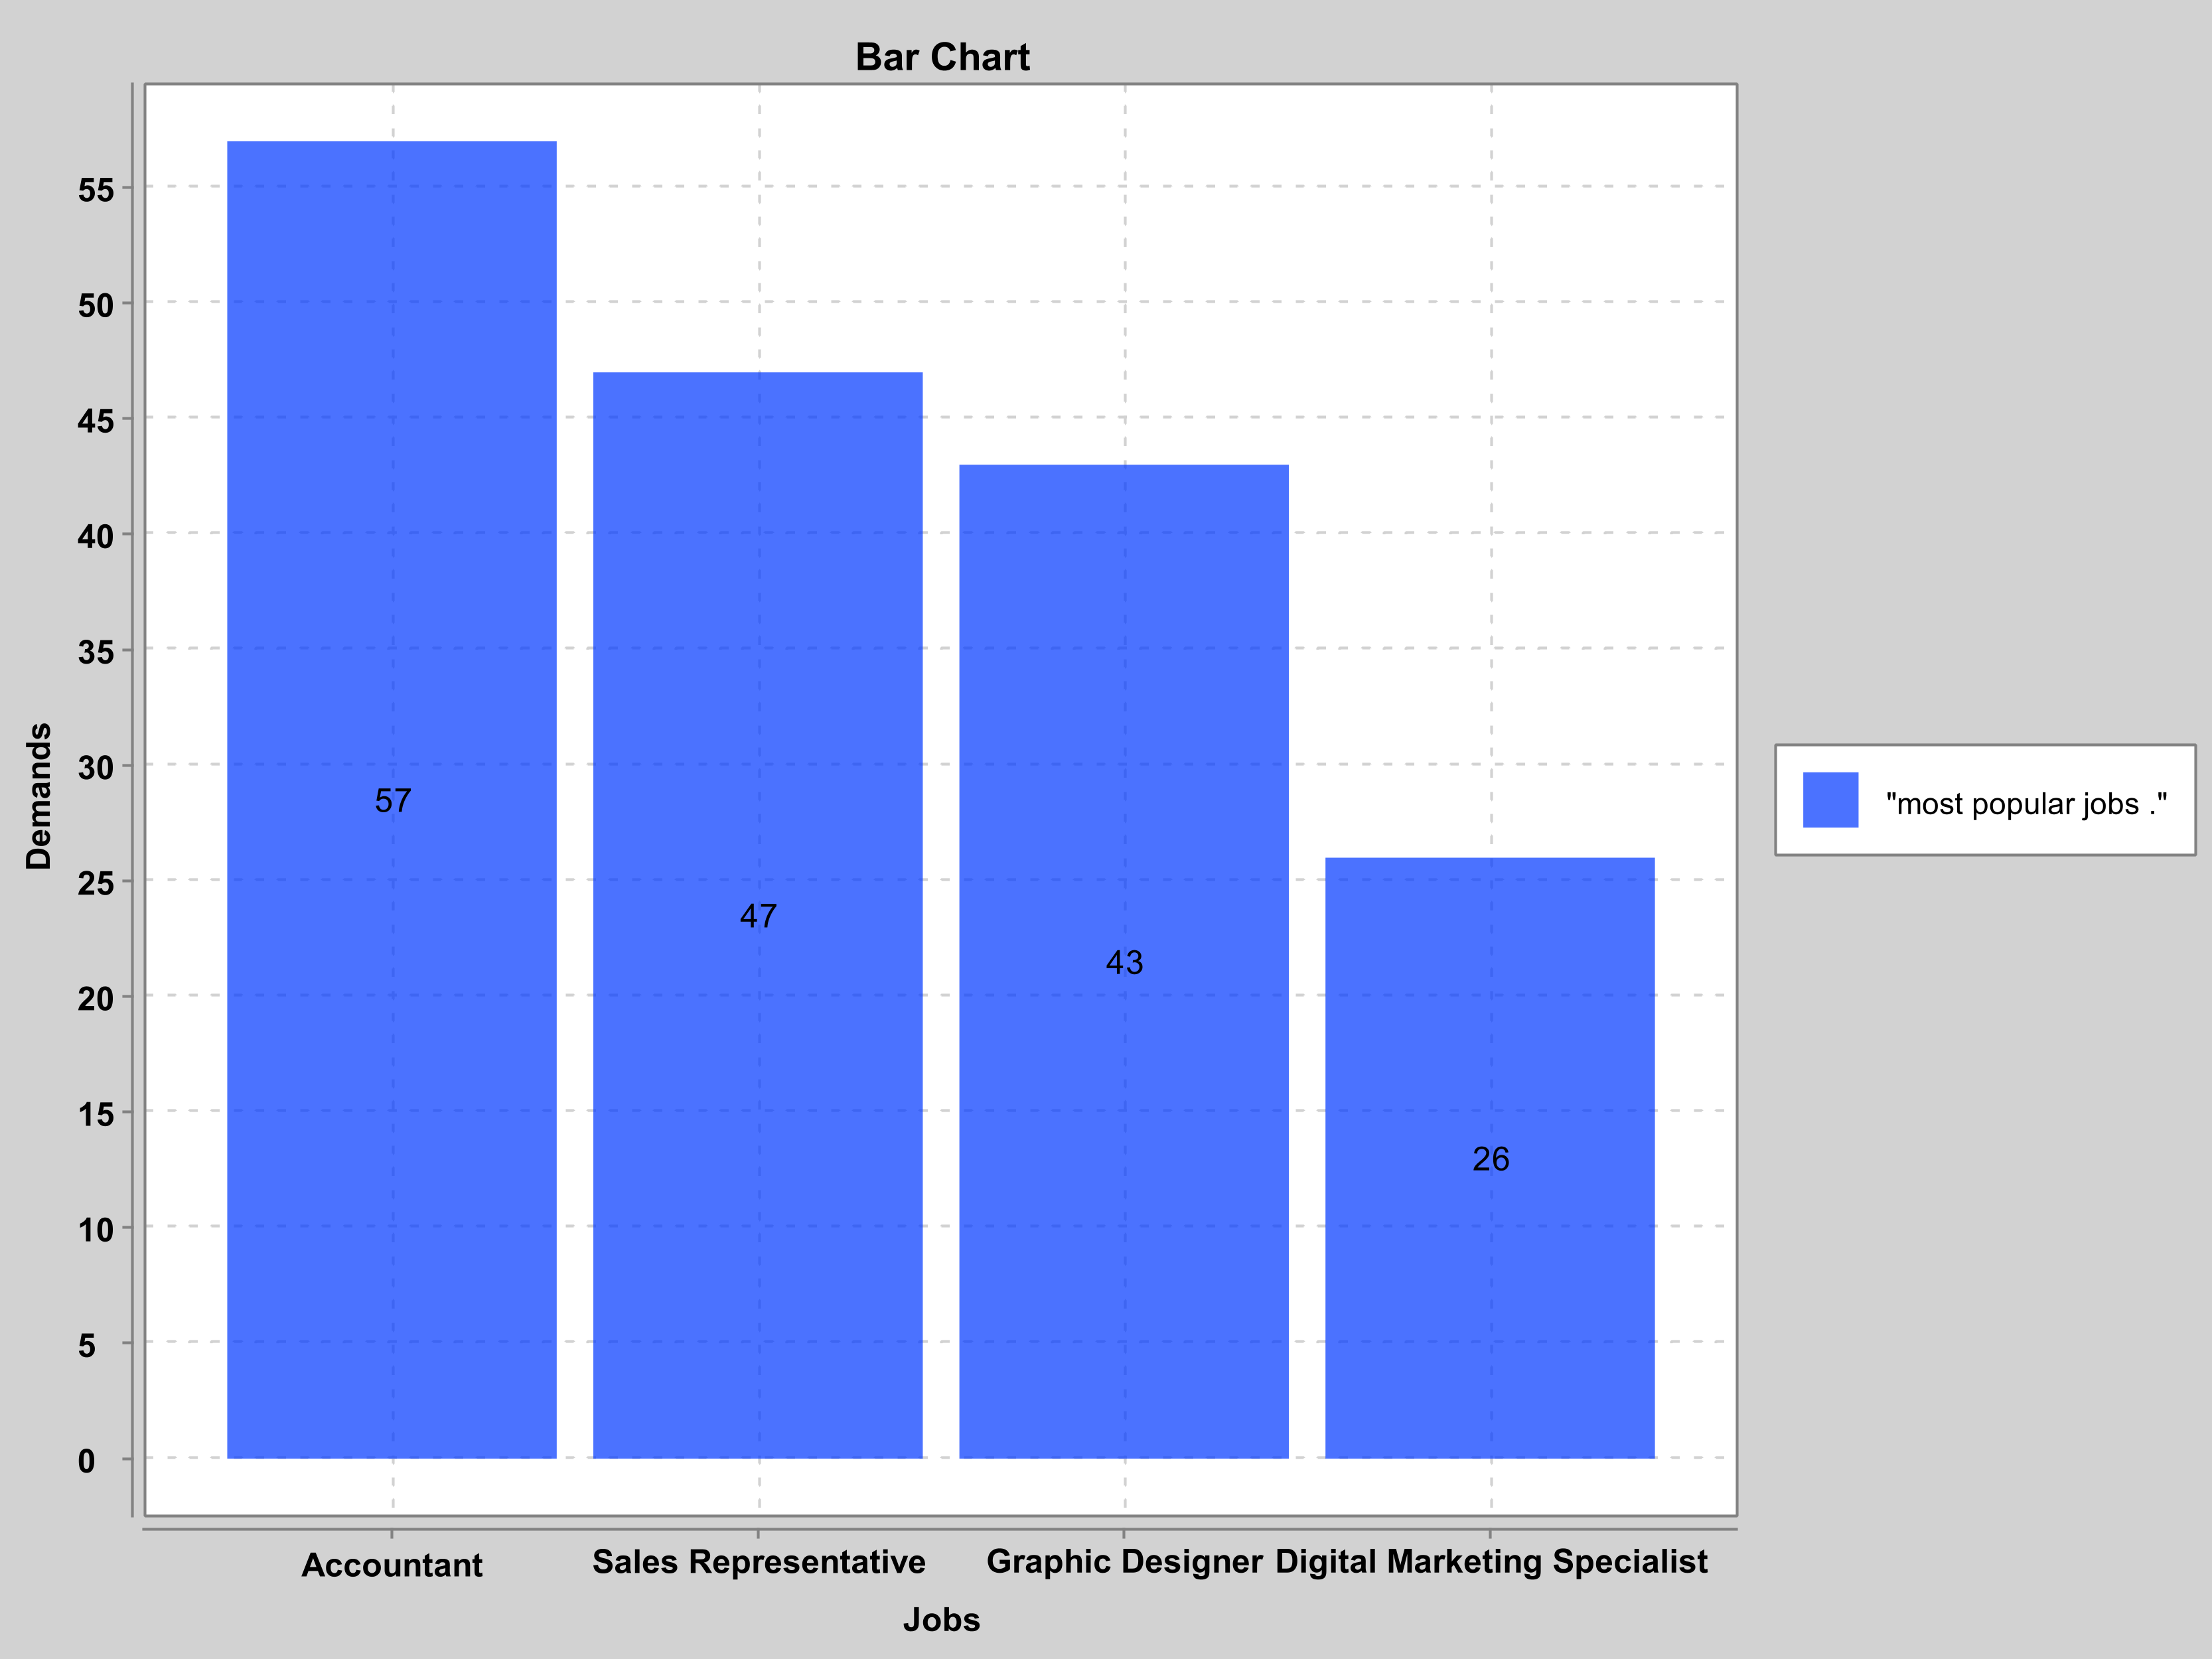 Bar Chart
55
50
45
40
35
30
25
20
15
10
5
0
Demands
57
47
43
26
"most popular jobs ."
Accountant
Sales Representative
Graphic Designer
Digital Marketing Specialist
Jobs